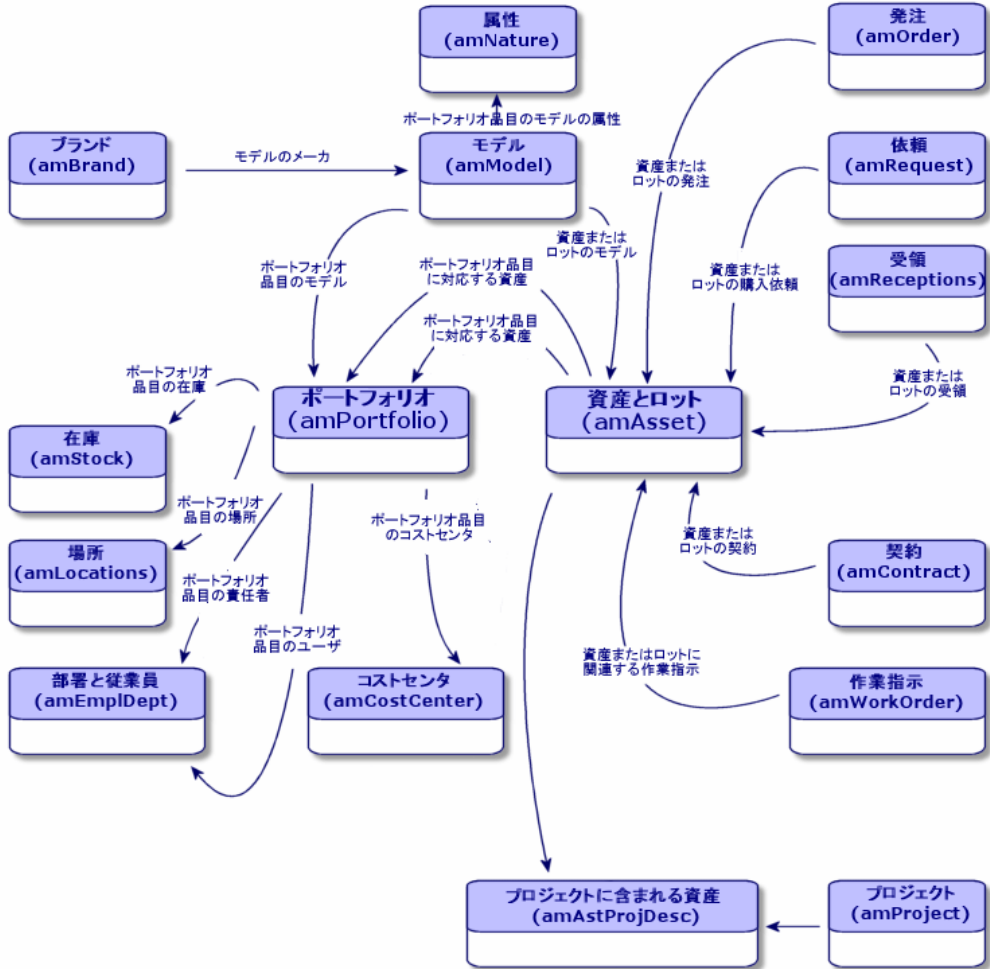 属性
(amNature)
発注
(amOrder)
ポートフォリオ品目のモデルの属性
ブランド
(amBrand)
モデルのメーカ
モデル
(amModel)
資産または
ロットの発注
依頼
(amRequest)
資産または
ロットのモデル
ポートフォリオ
品目のモデル
ポートフォリオ品目
に対応する資産
資産または
ロットの購入依頼
受領
(amReceptions)
ポートフォリオ品目
に対応する資産
ポートフォリオ
品目の在庫
資産または
ロットの受領
ポートフォリオ
(amPortfolio)
資産とロット
(amAsset)
在庫
(amStock)
ポートフォリオ
品目の場所
ポートフォリオ品目
のコストセンタ
資産または
ロットの契約
場所
(amLocations)
契約
(amContract)
ポートフォリオ
品目の責任者
ポートフォリオ
品目のユーザ
資産またはロットに
関連する作業指示
部署と従業員
(amEmplDept)
コストセンタ
(amCostCenter)
作業指示
(amWorkOrder)
プロジェクトに含まれる資産
(amAstProjDesc)
プロジェクト
(amProject)